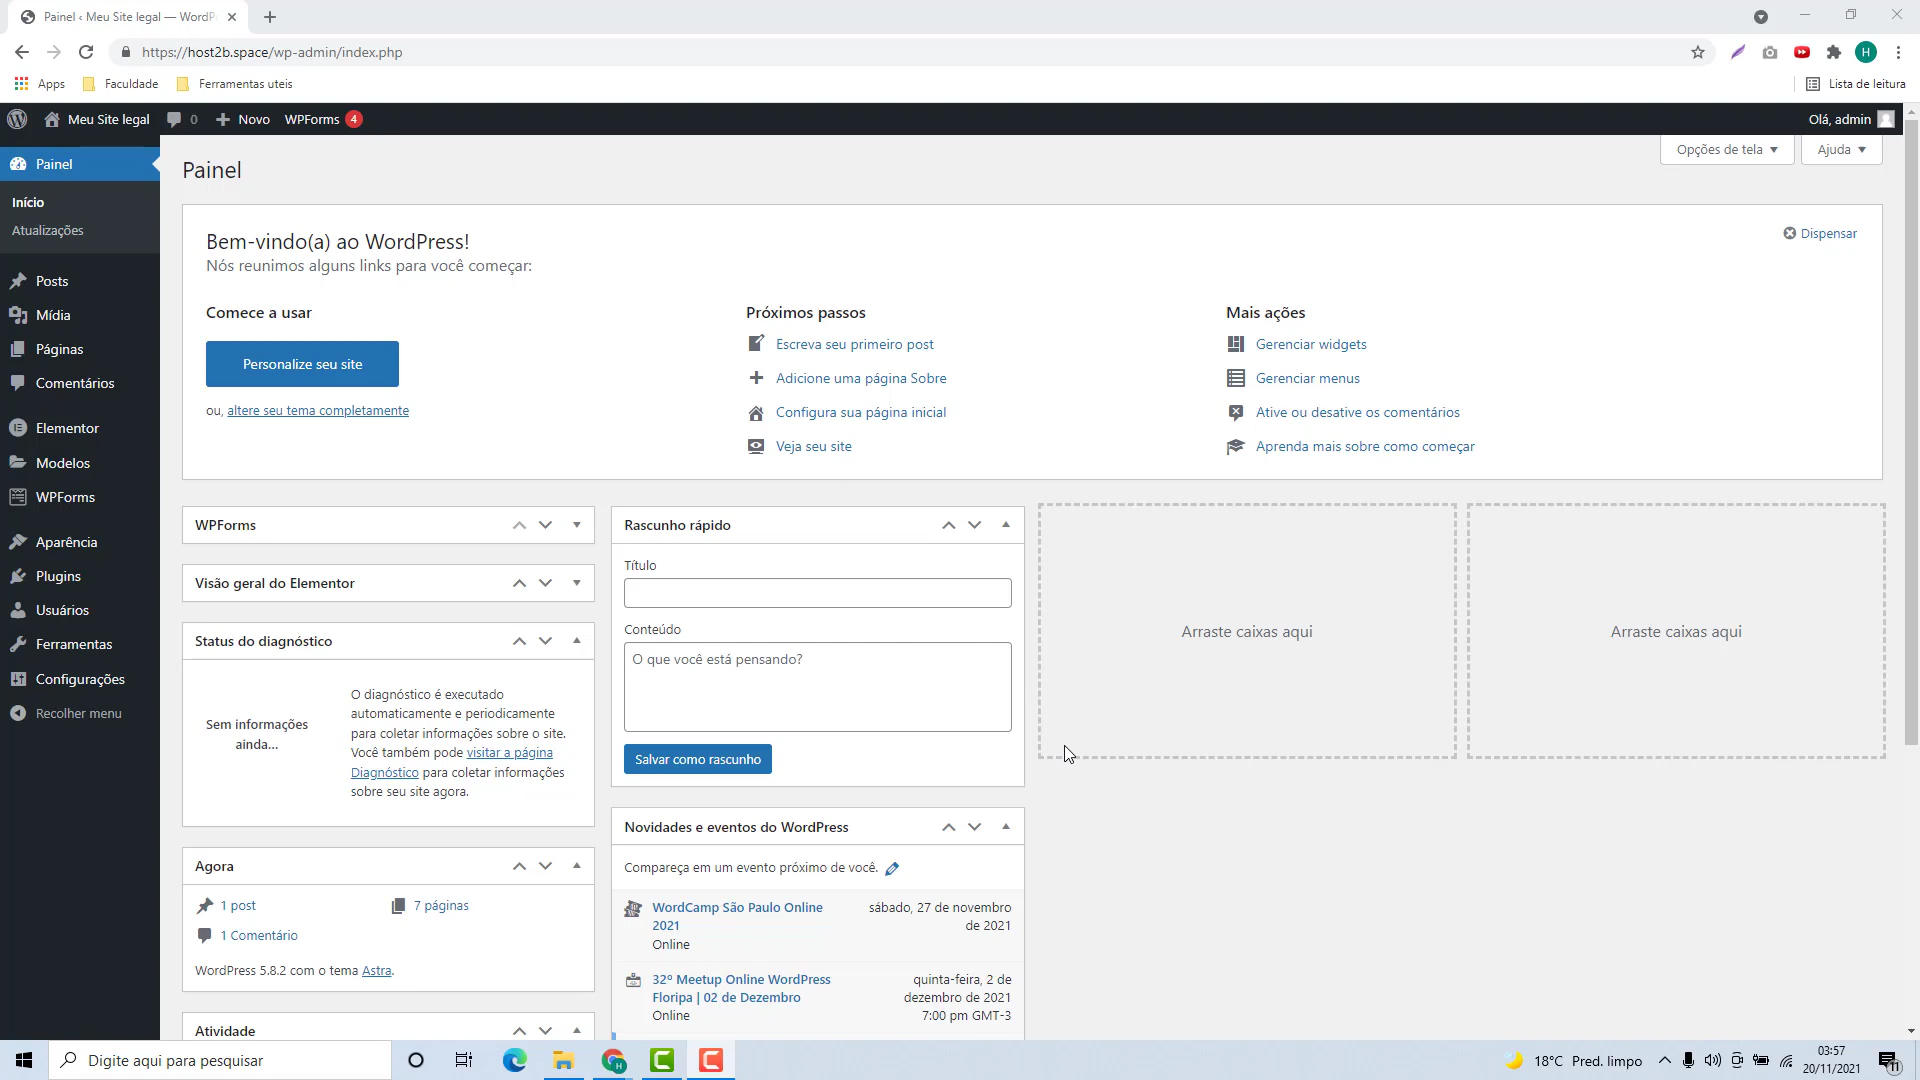 Painel ‹ Meu Site legal — WordP
https://host2b.space/wp-admin/index.php
H
Apps
Faculdade
Ferramentas uteis
Lista de leitura
Meu Site legal
0
Novo
WPForms
4
Olá, admin
Painel
Início
Atualizações
Posts
Mídia
Páginas
Comentários
Elementor
Modelos
WPForms
Aparência
Plugins
Usuários
Ferramentas
Configurações
Recolher menu
Opções de tela
Ajuda
Painel
Bem-vindo(a) ao WordPress!
Nós reunimos alguns links para você começar:
Dispensar
Comece a usar
Personalize seu site
ou, altere seu tema completamente
Próximos passos
Escreva seu primeiro post
Adicione uma página Sobre
Configura sua página inicial
Veja seu site
Mais ações
Gerenciar widgets
Gerenciar menus
Ative ou desative os comentários
Aprenda mais sobre como começar
WPForms
Visão geral do Elementor
Status do diagnóstico
Sem informações
ainda...
O diagnóstico é executado
automaticamente e periodicamente
para coletar informações sobre o site.
Você também pode visitar a página
Diagnóstico para coletar informações
sobre seu site agora.
Agora
1 post
7 páginas
1 Comentário
WordPress 5.8.2 com o tema Astra.
Atividade
Rascunho rápido
Título
Conteúdo
O que você está pensando?
Salvar como rascunho
Novidades e eventos do WordPress
Compareça em um evento próximo de você.
WordCamp São Paulo Online
2021
Online
sábado, 27 de novembro
de 2021
32º Meetup Online WordPress
Floripa | 02 de Dezembro
Online
quinta-feira, 2 de
dezembro de 2021
7:00 pm GMT-3
Arraste caixas aqui
Arraste caixas aqui
Digite aqui para pesquisar
18°C Pred. limpo
03:57
20/11/2021
11